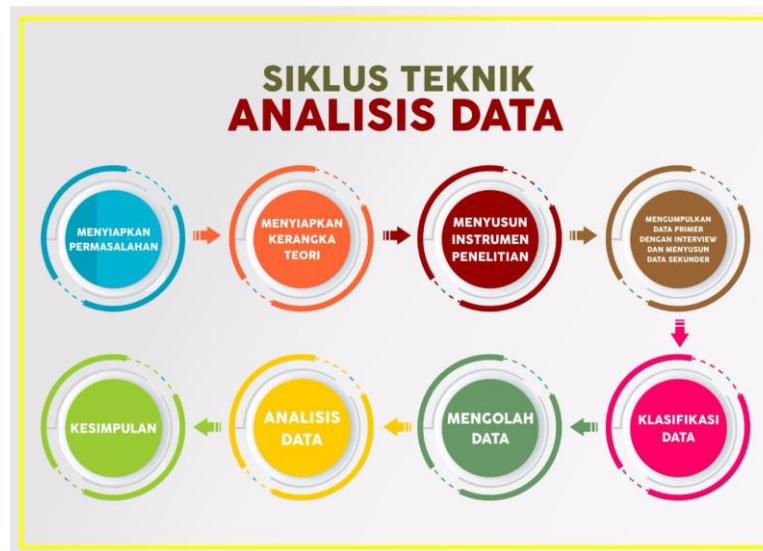 SIKLUS TEKNIK
ANALISIS DATA
MENYIAPKAN
PERMASALAHAN
MENYIAPKAN
KERANGKA
TEORI
MENYUSUN
INSTRUMEN
PENELITIAN
MENGUMPULKAN
DATA PRIMER
DENGAN INTERVIEW
DAN MENYUSUN
DATA SEKUNDER
KLASIFIKASI
DATA
MENGOLAH
DATA
ANALISIS
DATA
KESIMPULAN